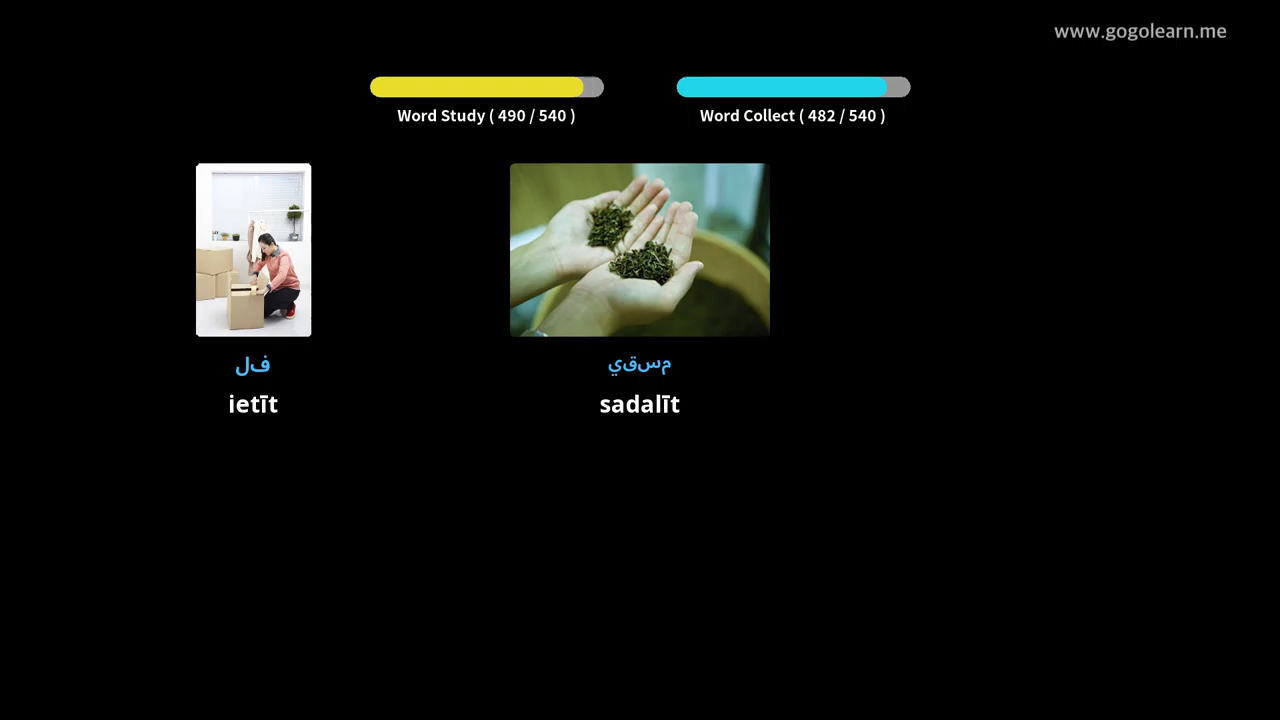 www.gogolearn.me
Word Study ( 490 / 540 )
Word Collect ( 482 / 540 )
فل
مسقي
ietīt
sadalīt